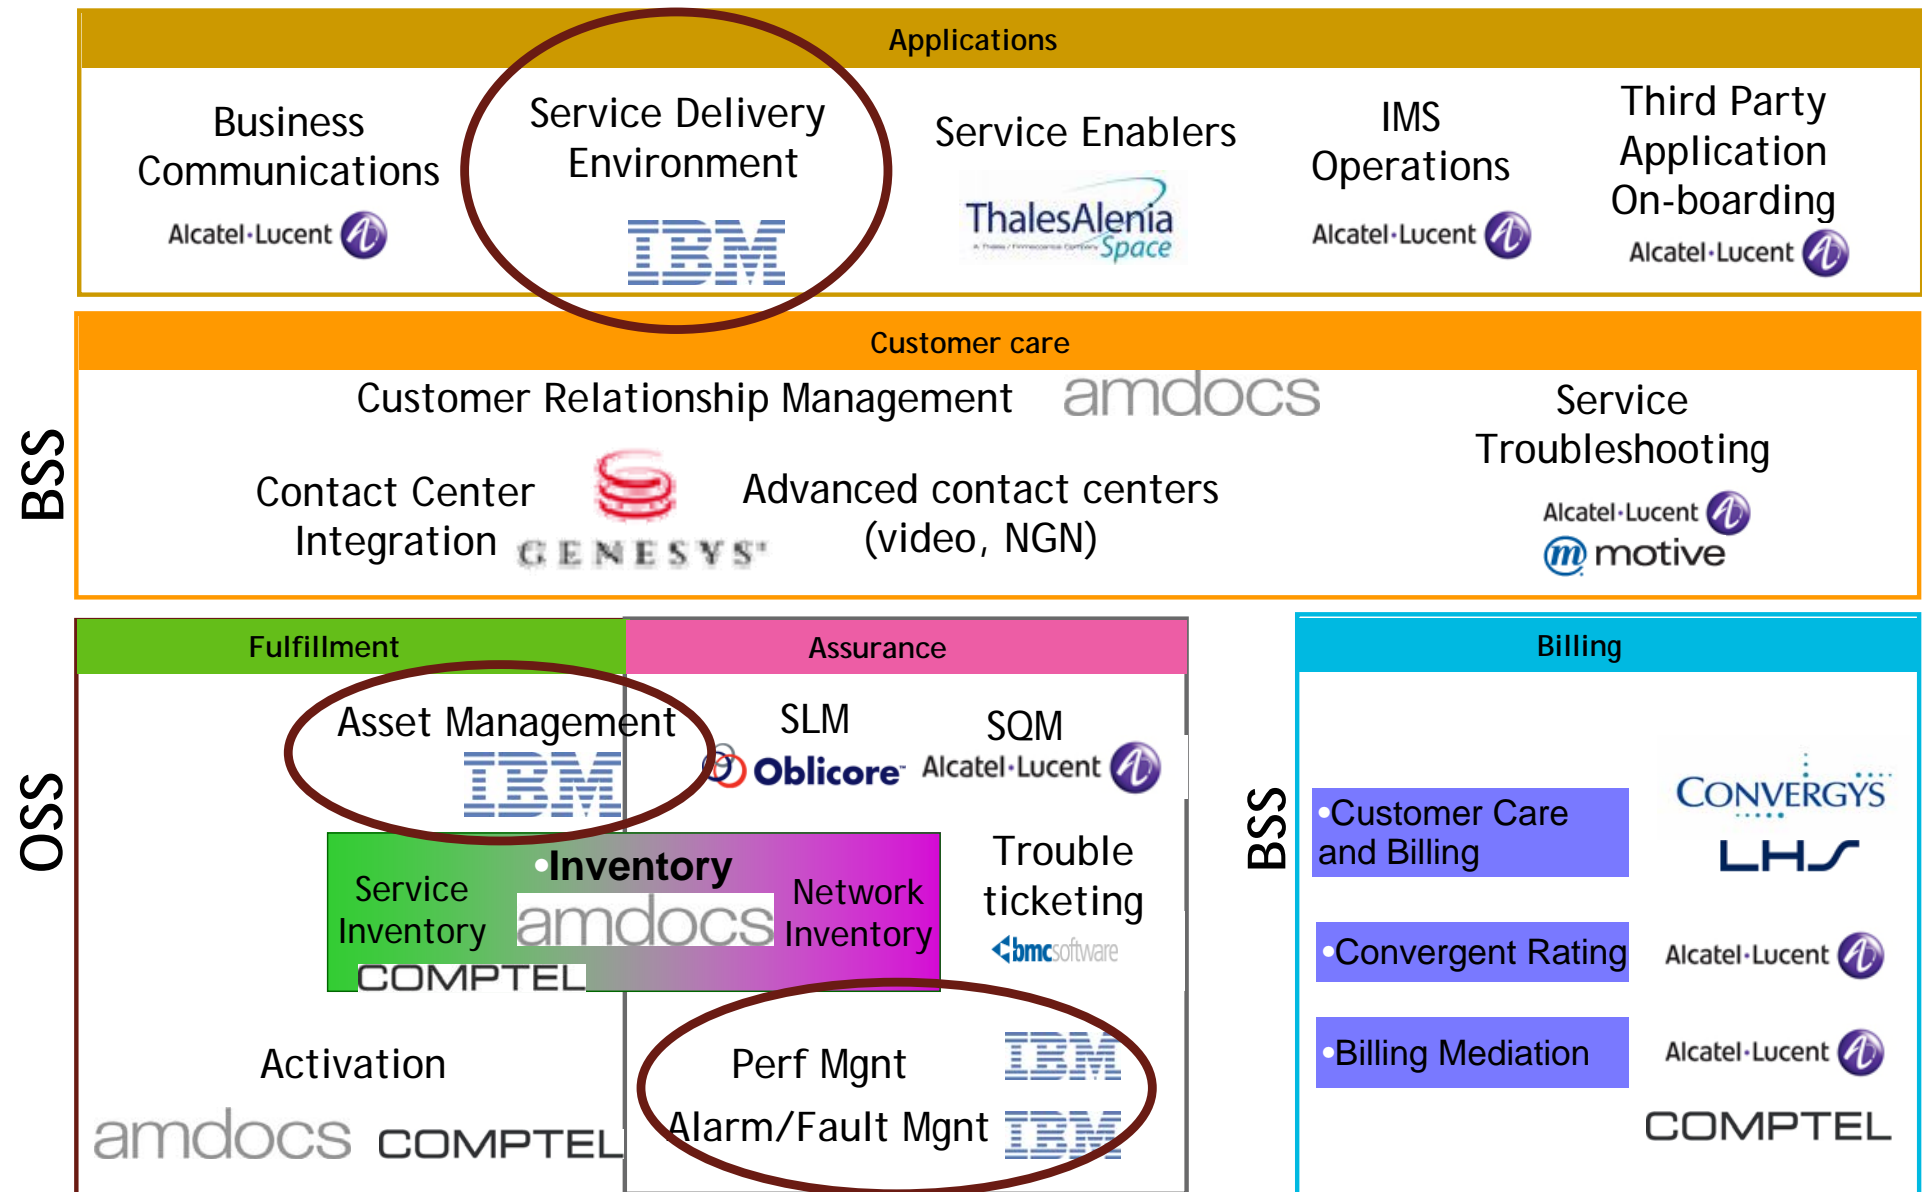 Applications
Business
Communications
Alcatel·Lucent
Service Delivery
Environment
IBM
Service Enablers
ThalesAlenia
Space
IMS
Operations
Alcatel·Lucent
Third Party
Application
On-boarding
Alcatel·Lucent
BSS
Customer care
Customer Relationship Management
amdocs
Contact Center
Integration
GENESYS
Advanced contact centers
(video, NGN)
Service
Troubleshooting
Alcatel·Lucent
m motive
OSS
Fulfillment
Assurance
Asset Management
IBM
SLM
Oblicore™
SQM
Alcatel·Lucent
•Inventory
Service
Inventory
amdocs
Network
Inventory
COMPTEL
Trouble
ticketing
bmcsoftware
Activation
amdocs
COMPTEL
Perf Mgnt
IBM
Alarm/Fault Mgnt
IBM
BSS
Billing
•Customer Care
and Billing
CONVERGYS
LHS
•Convergent Rating
Alcatel·Lucent
•Billing Mediation
Alcatel·Lucent
COMPTEL